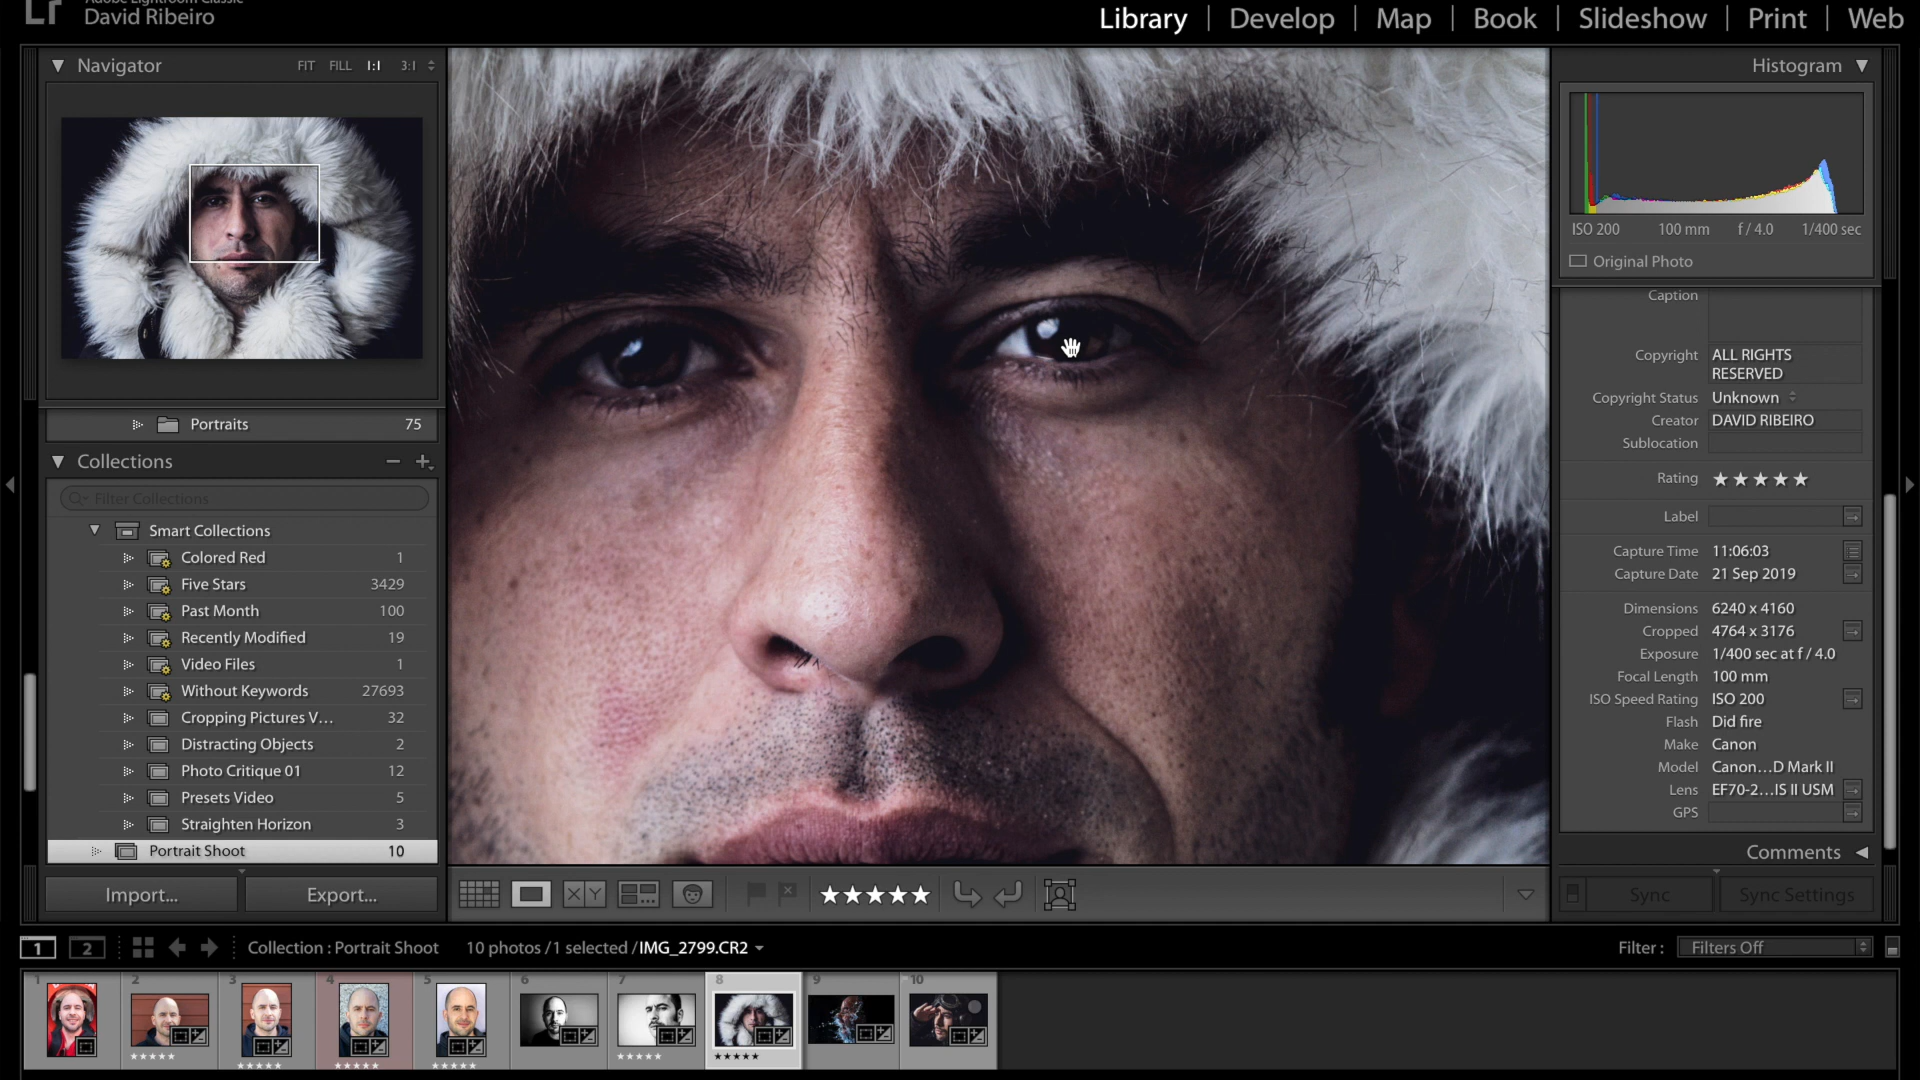 Lr
Adobe Lightroom Classic
David Ribeiro
Library | Develop | Map | Book | Slideshow | Print | Web
Navigator
FIT FILL 1:1 3:1
Portraits 75
Collections
Filter Collections
Smart Collections
Colored Red 1
Five Stars 3429
Past Month 100
Recently Modified 19
Video Files 1
Without Keywords 27693
Cropping Pictures V... 32
Distracting Objects 2
Photo Critique 01 12
Presets Video 5
Straighten Horizon 3
Portrait Shoot 10
Import... Export...
X Y
Histogram
ISO 200 100 mm f / 4.0 1/400 sec
Original Photo
Caption
Copyright ALL RIGHTS
RESERVED
Copyright Status Unknown
Creator DAVID RIBEIRO
Sublocation
Rating ★★★★★
Label
Capture Time 11:06:03
Capture Date 21 Sep 2019
Dimensions 6240 x 4160
Cropped 4764 x 3176
Exposure 1/400 sec at f / 4.0
Focal Length 100 mm
ISO Speed Rating ISO 200
Flash Did fire
Make Canon
Model Canon...D Mark II
Lens EF70-2...IS II USM
GPS
Comments
Sync Sync Settings
1 2 Collection : Portrait Shoot 10 photos /1 selected /IMG_2799.CR2 Filter : Filters Off
1 2 3 4 5 6 7 8 9 10